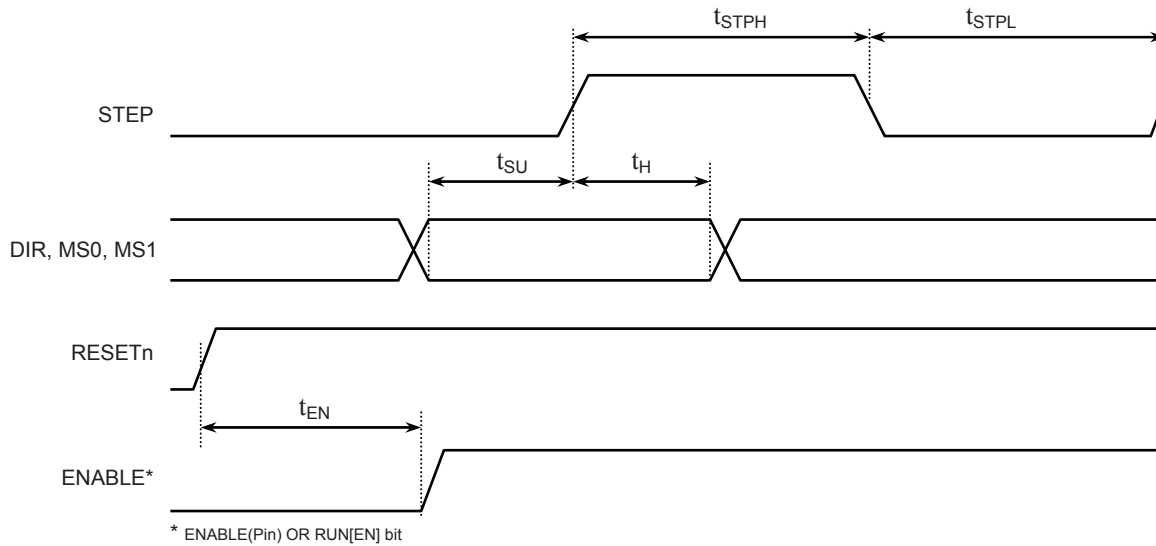 tSTPH
tSTPL
STEP
tSU
tH
DIR, MS0, MS1
RESETn
tEN
ENABLE*
* ENABLE(Pin) OR RUN[EN] bit